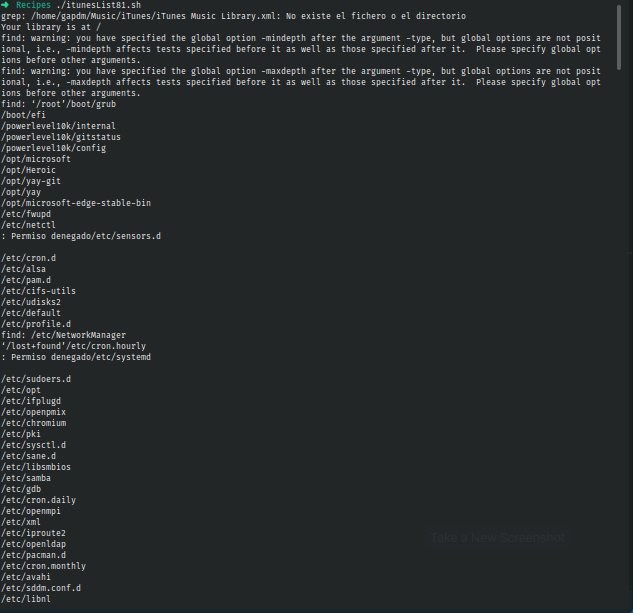 ➜ Recipes ./itunesList81.sh
grep: /home/gapdm/Music/iTunes/iTunes Music Library.xml: No existe el fichero o el directorio
Your library is at /
find: warning: you have specified the global option -mindepth after the argument -type, but global options are not posit
ional, i.e., -mindepth affects tests specified before it as well as those specified after it.  Please specify global opt
ions before other arguments.
find: warning: you have specified the global option -maxdepth after the argument -type, but global options are not posit
ional, i.e., -maxdepth affects tests specified before it as well as those specified after it.  Please specify global opt
ions before other arguments.
find: ‘/root’/boot/grub
/boot/efi
/powerlevel10k/internal
/powerlevel10k/gitstatus
/powerlevel10k/config
/opt/microsoft
/opt/Heroic
/opt/yay-git
/opt/yay
/opt/microsoft-edge-stable-bin
/etc/fwupd
/etc/netctl
: Permiso denegado/etc/sensors.d
/etc/cron.d
/etc/alsa
/etc/pam.d
/etc/cifs-utils
/etc/udisks2
/etc/default
/etc/profile.d
find: /etc/NetworkManager
‘/lost+found’/etc/cron.hourly
: Permiso denegado/etc/systemd
/etc/sudoers.d
/etc/opt
/etc/ifplugd
/etc/openpmix
/etc/chromium
/etc/pki
/etc/sysctl.d
/etc/sane.d
/etc/libsmbios
/etc/samba
/etc/gdb
/etc/cron.daily
/etc/openmpi
/etc/xml
/etc/iproute2
/etc/openldap
/etc/pacman.d
/etc/cron.monthly
/etc/avahi
/etc/sddm.conf.d
/etc/libnl
Take a New Screenshot